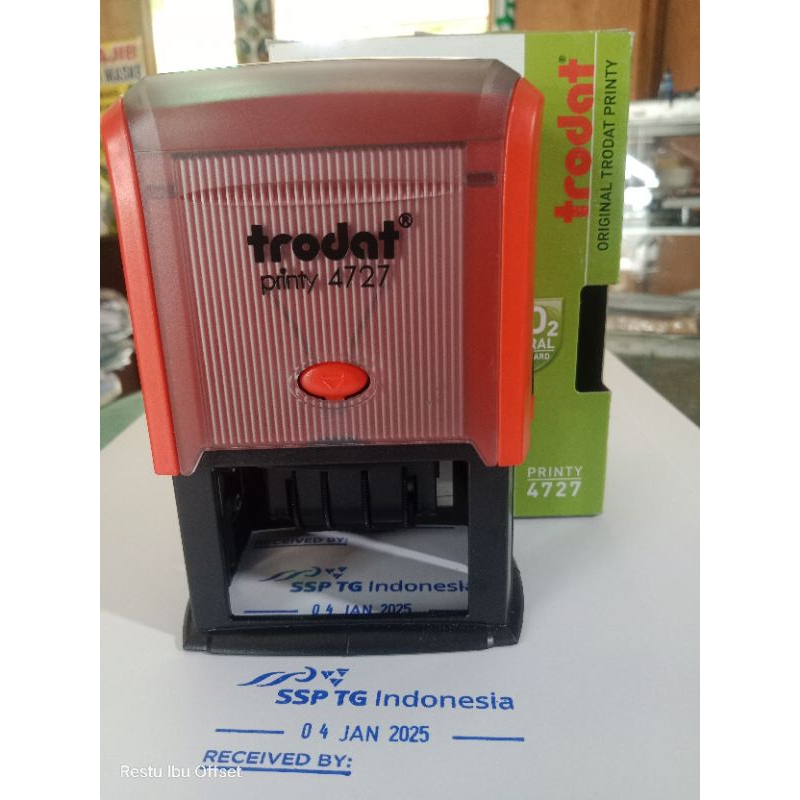 trodat®
printy 4727
trodat®
ORIGINAL TRODAT PRINTY
PRINTY
4727
RECEIVED BY:
SSP TG Indonesia
04 JAN 2025
SSP TG Indonesia
04 JAN 2025
RECEIVED BY:
Restu Ibu Offset